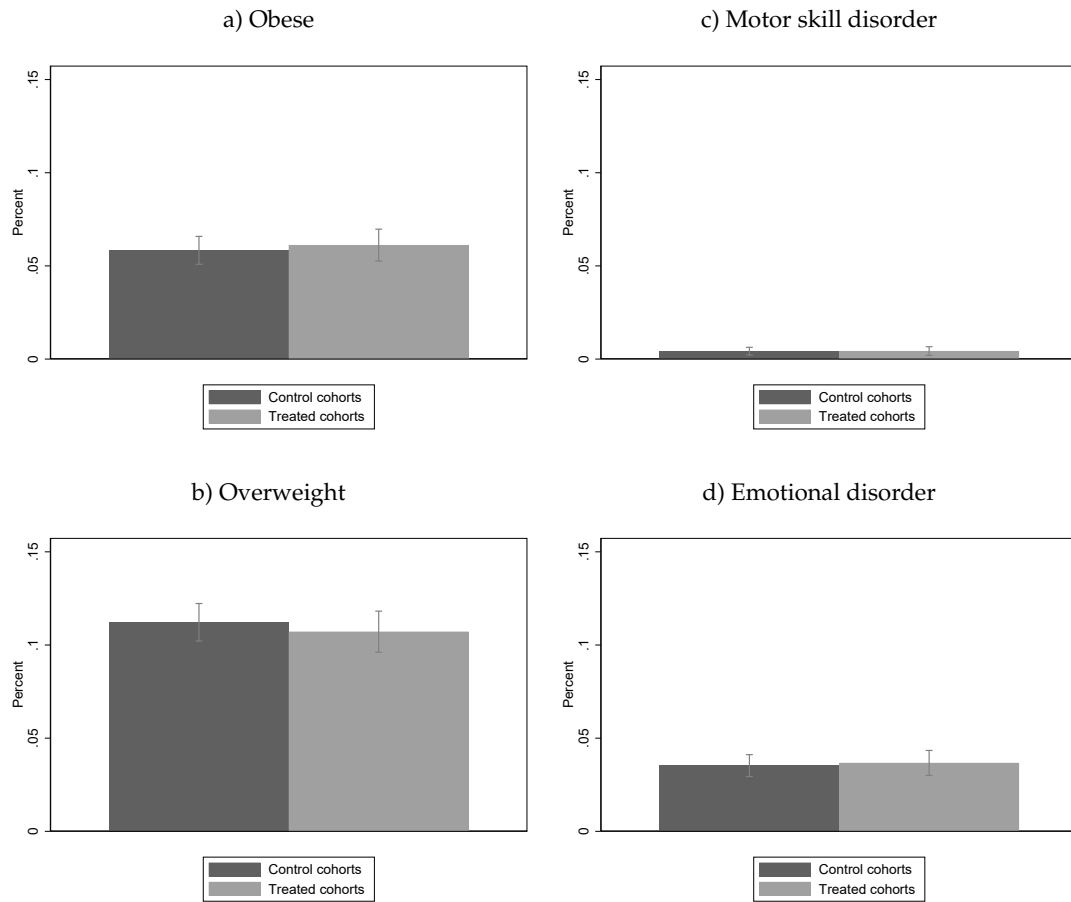 a) Obese
.15
.1
Percent
.05
0
Control cohorts
Treated cohorts
c) Motor skill disorder
.15
.1
Percent
.05
0
Control cohorts
Treated cohorts
b) Overweight
.15
.1
Percent
.05
0
Control cohorts
Treated cohorts
d) Emotional disorder
.15
.1
Percent
.05
0
Control cohorts
Treated cohorts